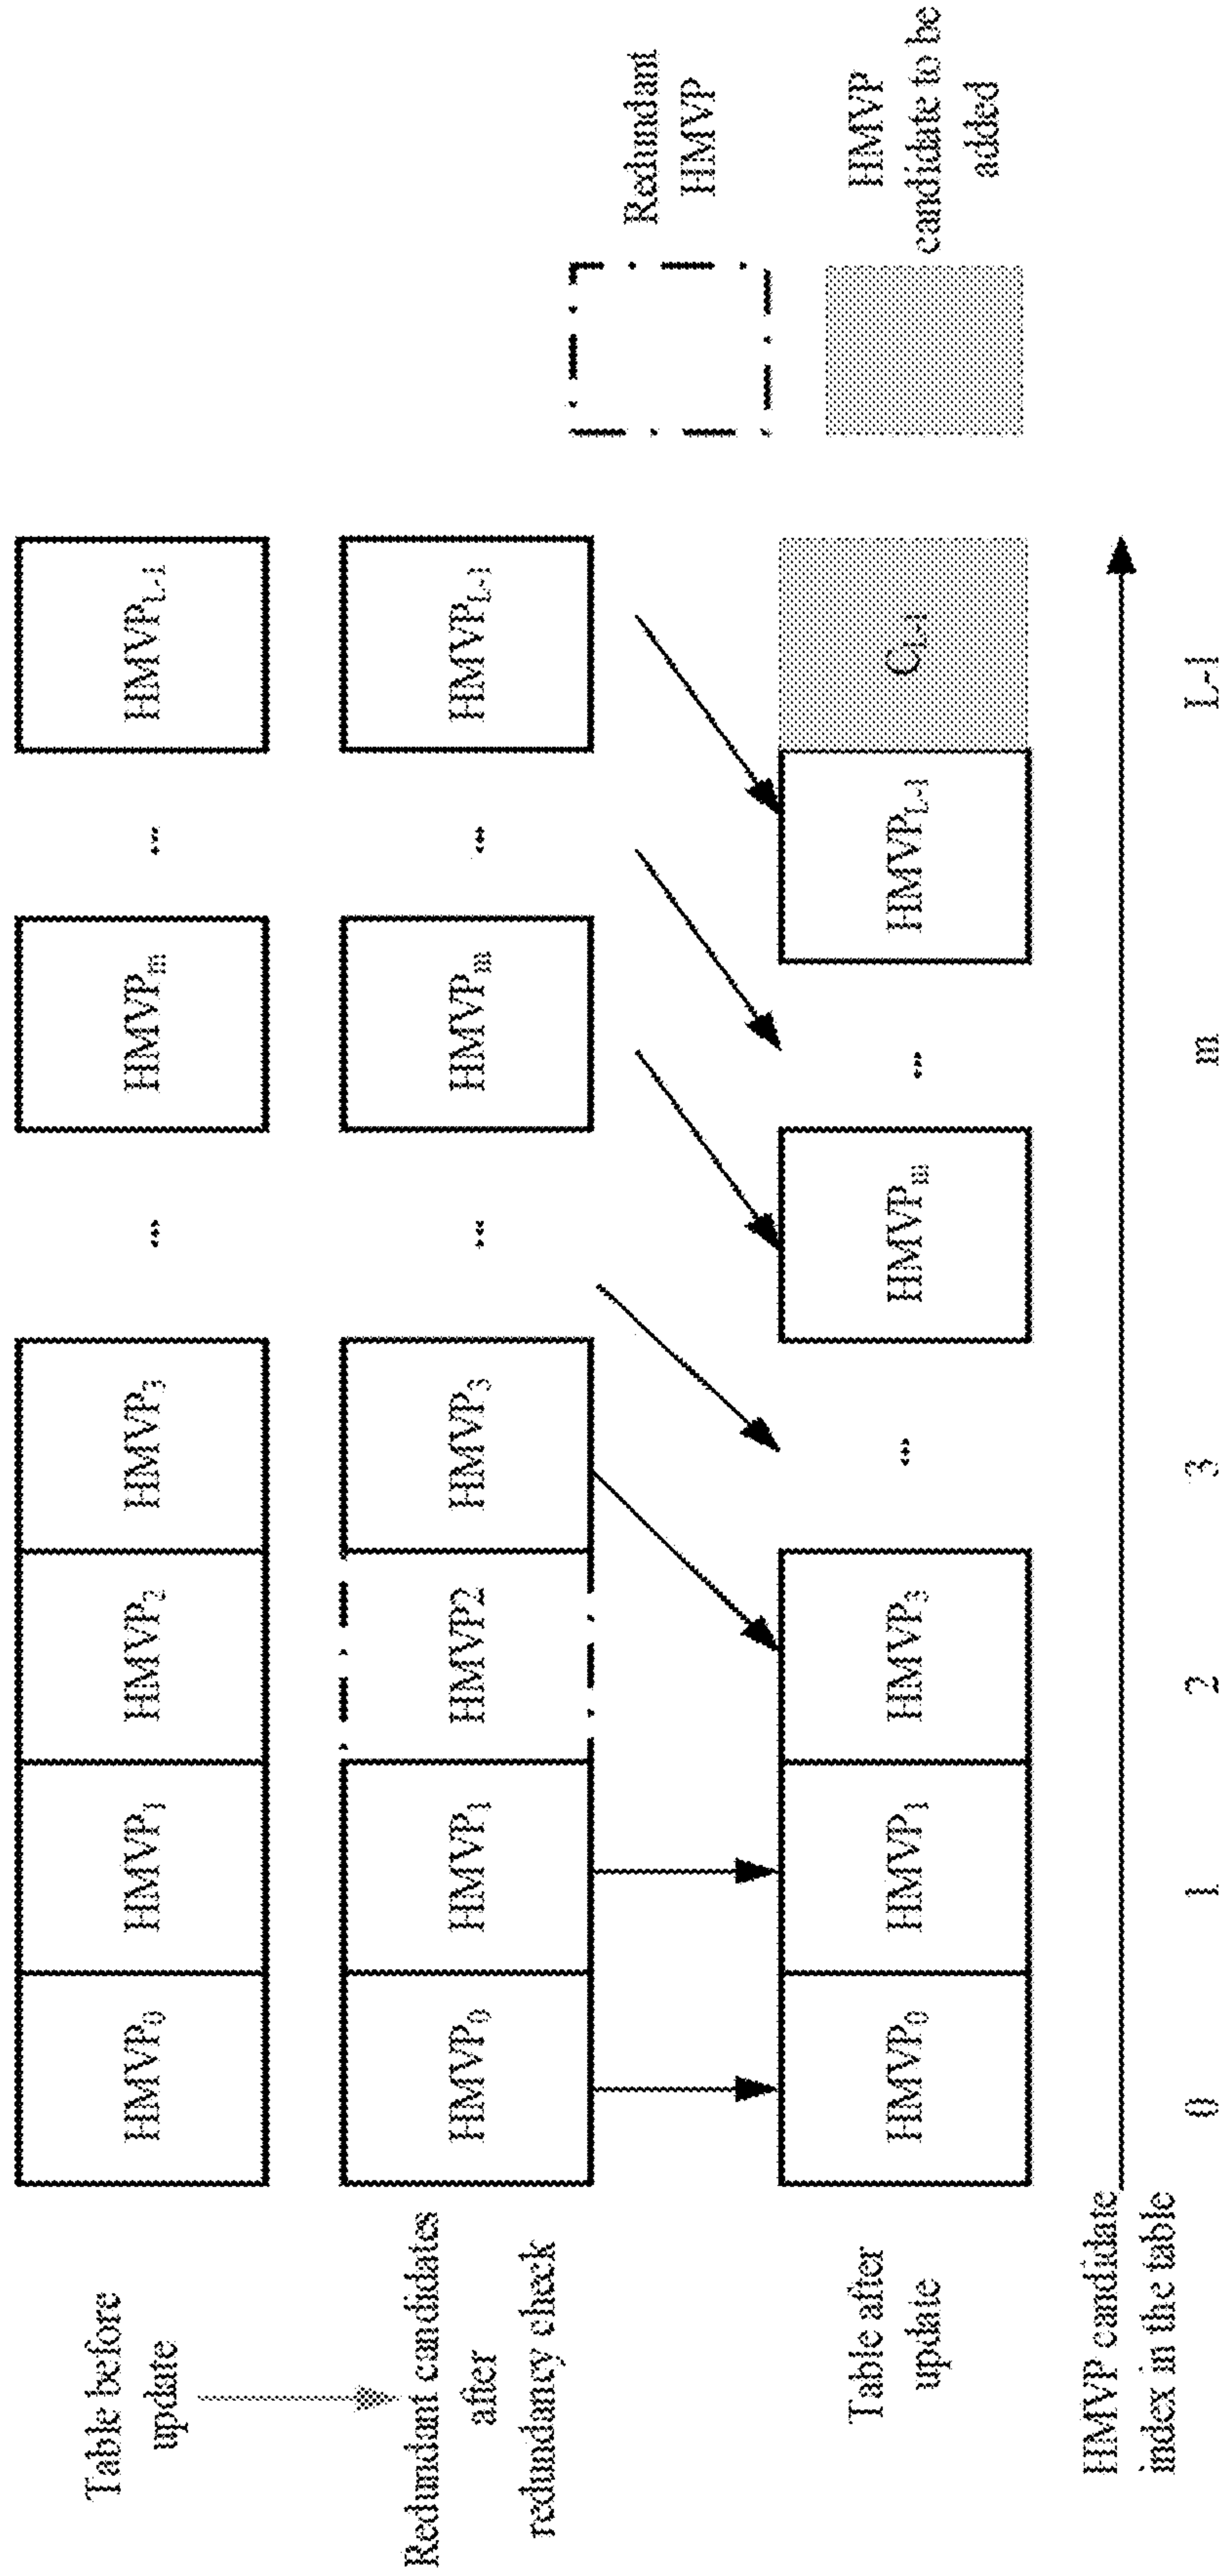 Table before
update
HMVP0
HMVP1
HMVP2
HMVP3
...
HMVPm
...
HMVPL-1
Redundant candidates
after
redundancy check
HMVP0
HMVP1
HMVP2
HMVP3
...
HMVPm
...
HMVPL-1
Redundant
HMVP
Table after
update
HMVP0
HMVP1
HMVP3
...
HMVPm
...
HMVPL-1
CL-1
HMVP
candidate to be
added
HMVP candidate
index in the table
0
1
2
3
m
L-1